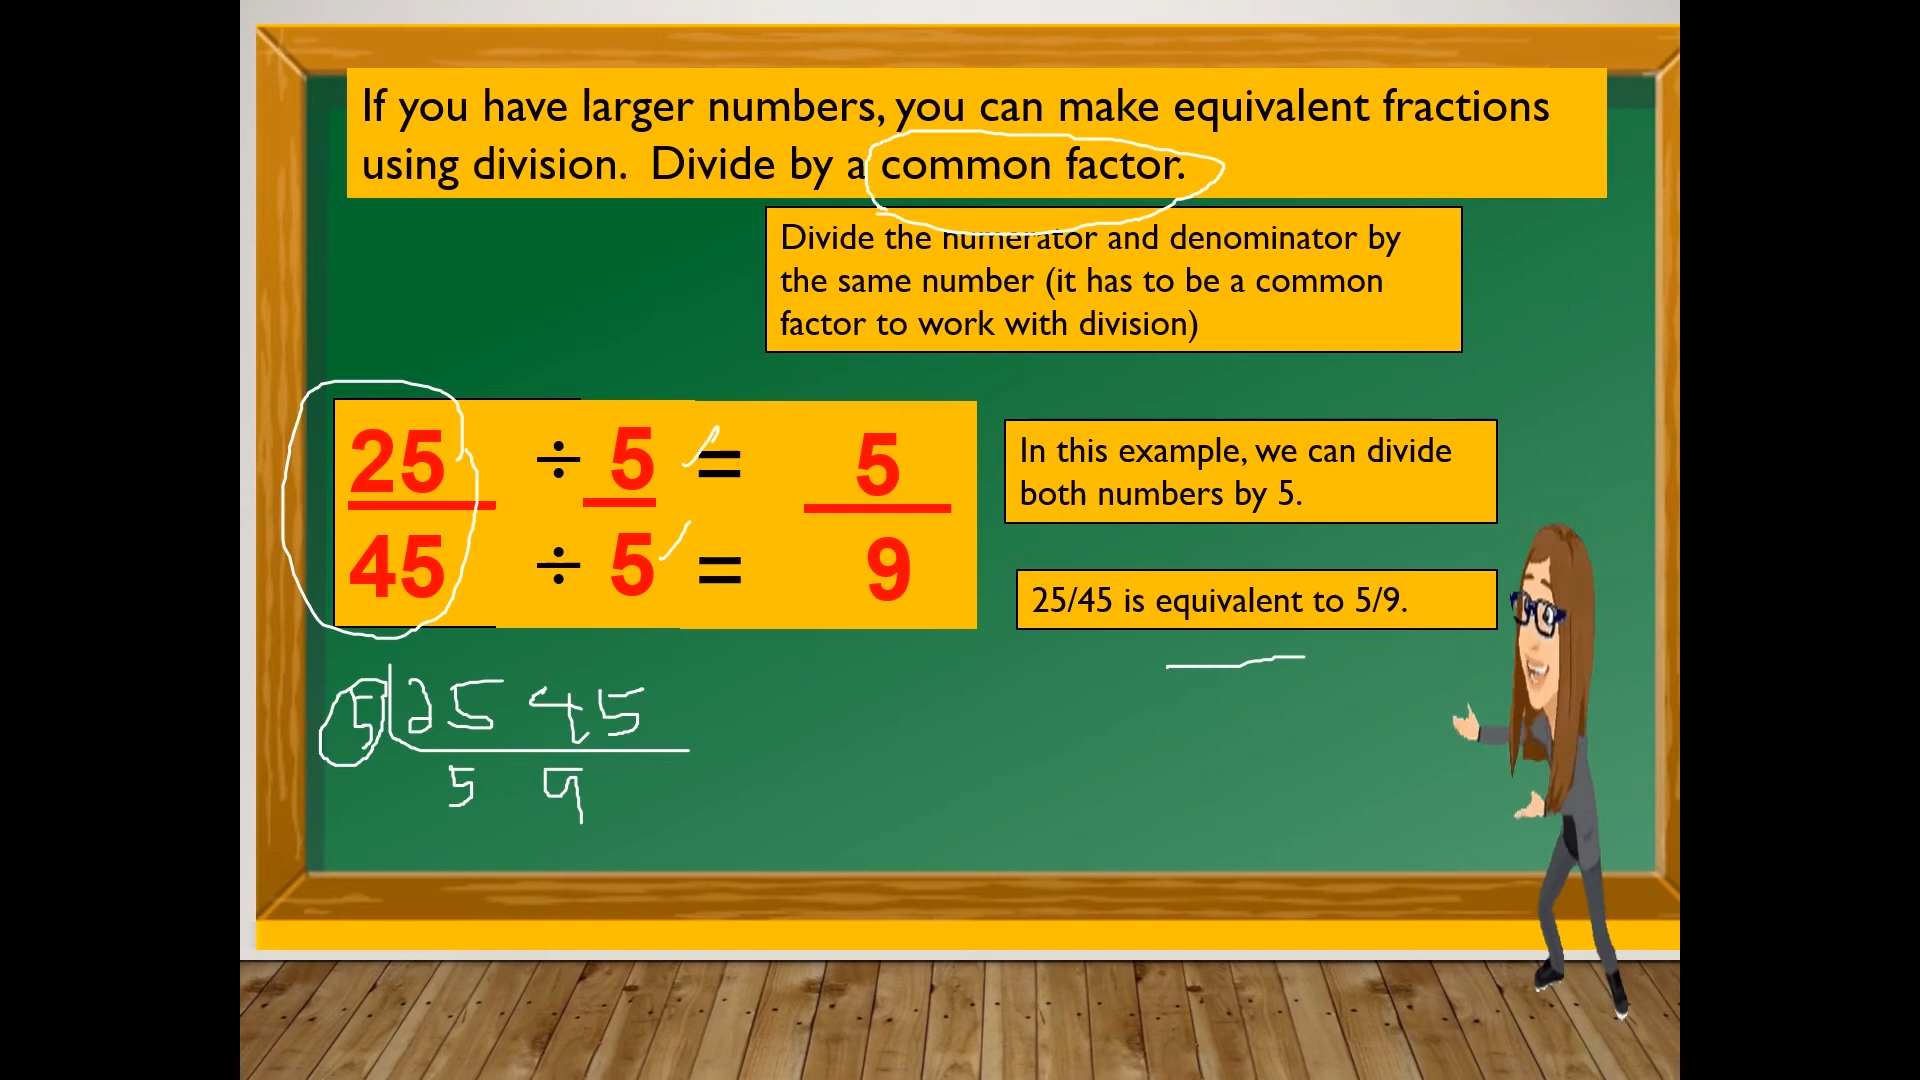 If you have larger numbers, you can make equivalent fractions
using division. Divide by a common factor.
Divide the numerator and denominator by
the same number (it has to be a common
factor to work with division)
25 ÷ 5 = 5
45 ÷ 5 = 9
In this example, we can divide
both numbers by 5.
25/45 is equivalent to 5/9.
5 25 45
5 9